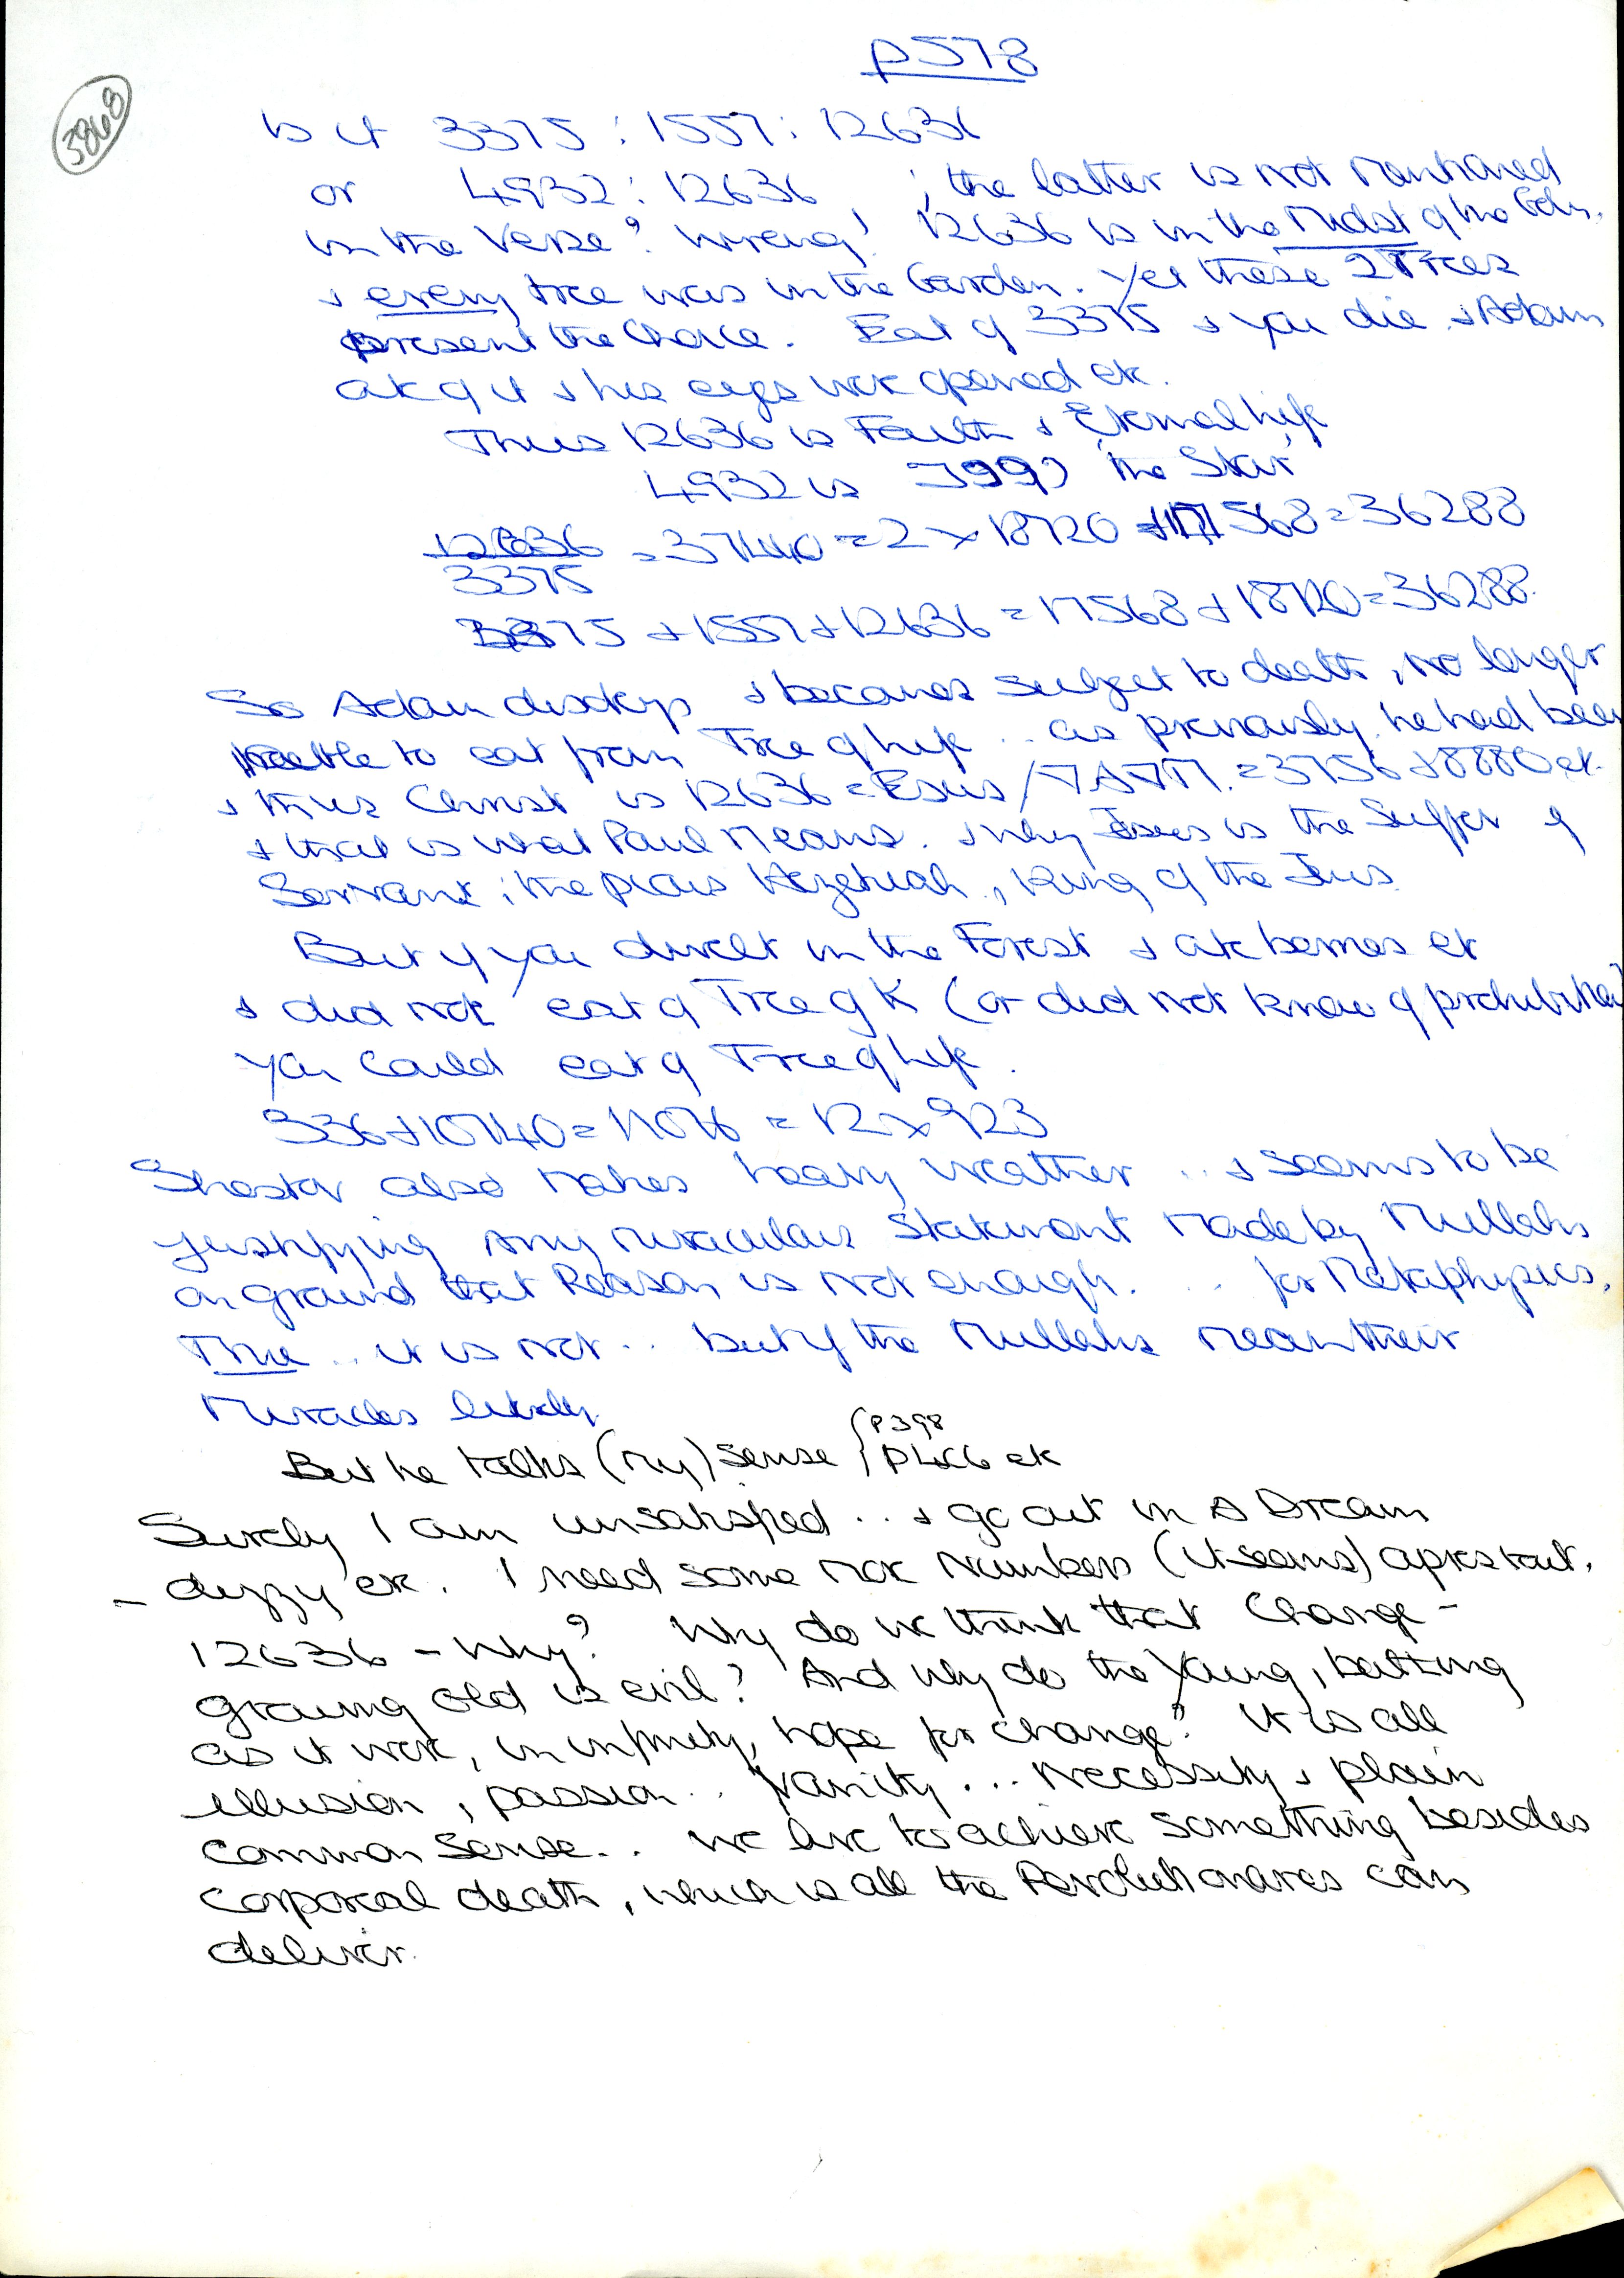 p578
3868
is it 3375 : 1557 : 12636
or 4932 : 12636 ; the latter is not mentioned
in the Verse? Wrong! 12636 is in the Midst of the Gdn.
& every tree was in the Garden. Yet these 2 Trees
present the Choice. Eat of 3375 & you die & Adam
ate of it & his eyes were opened etc.
Thus 12636 is Faith & Eternal life
4932 is the Star
12636 = 37440 = 2 x 18720 17568 = 36288
3375
3375 + 1557 + 12636 = 17568 + 18720 = 36288.
So Adam disobeys & becomes subject to death, no longer
able to eat from Tree of life .. as previously he had been
& thus Christ is 12636 = Esus / = 3756 + 8880 etc.
& that is what Paul Means. & why Jesus is the Suffer g
Servant ; the pious Hezekiah, King of the Jews.
But if you dwelt in the Forest & ate berries etc
& did not eat of Tree of K (or did not know of prohibition)
you could eat of Tree of life.
336 + 10740 = 11076 = 12 x 923
Shestov also makes heavy weather .. & seems to be
justifying any miraculous statement made by Mullahs
on ground that Reason is not enough. .. for Metaphysics.
True .. it is not .. but if the Mullahs mean their
Miracles literally.
But he talks (my) sense { p398
etc
Surely I am unsatisfied .. & go out in a Dream
- dizzy etc. I need some more Numbers (it seems)
12636 - Why? Why do we think that Change -
growing old is evil? And why do the Young, batting
as it were, in infinity, hope for change? It is all
illusion, passion .. Vanity ... Necessity & plain
common sense .. we live to achieve something besides
corporeal death, which is all the Revolutionaries can
deliver.